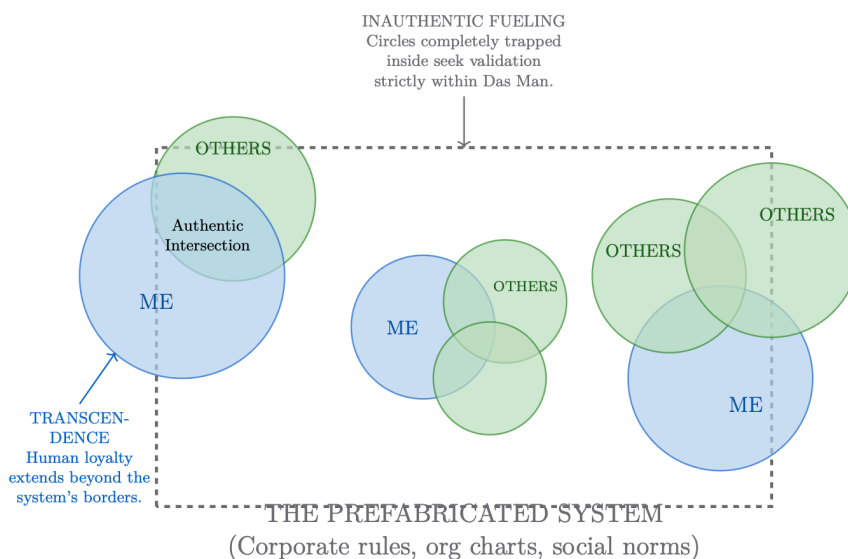 INAUTHENTIC FUELING
Circles completely trapped
inside seek validation
strictly within Das Man.
OTHERS
Authentic
Intersection
ME
TRANSCEN-
DENCE
Human loyalty
extends beyond the
system's borders.
OTHERS
ME
OTHERS
OTHERS
ME
THE PREFABRICATED SYSTEM
(Corporate rules, org charts, social norms)